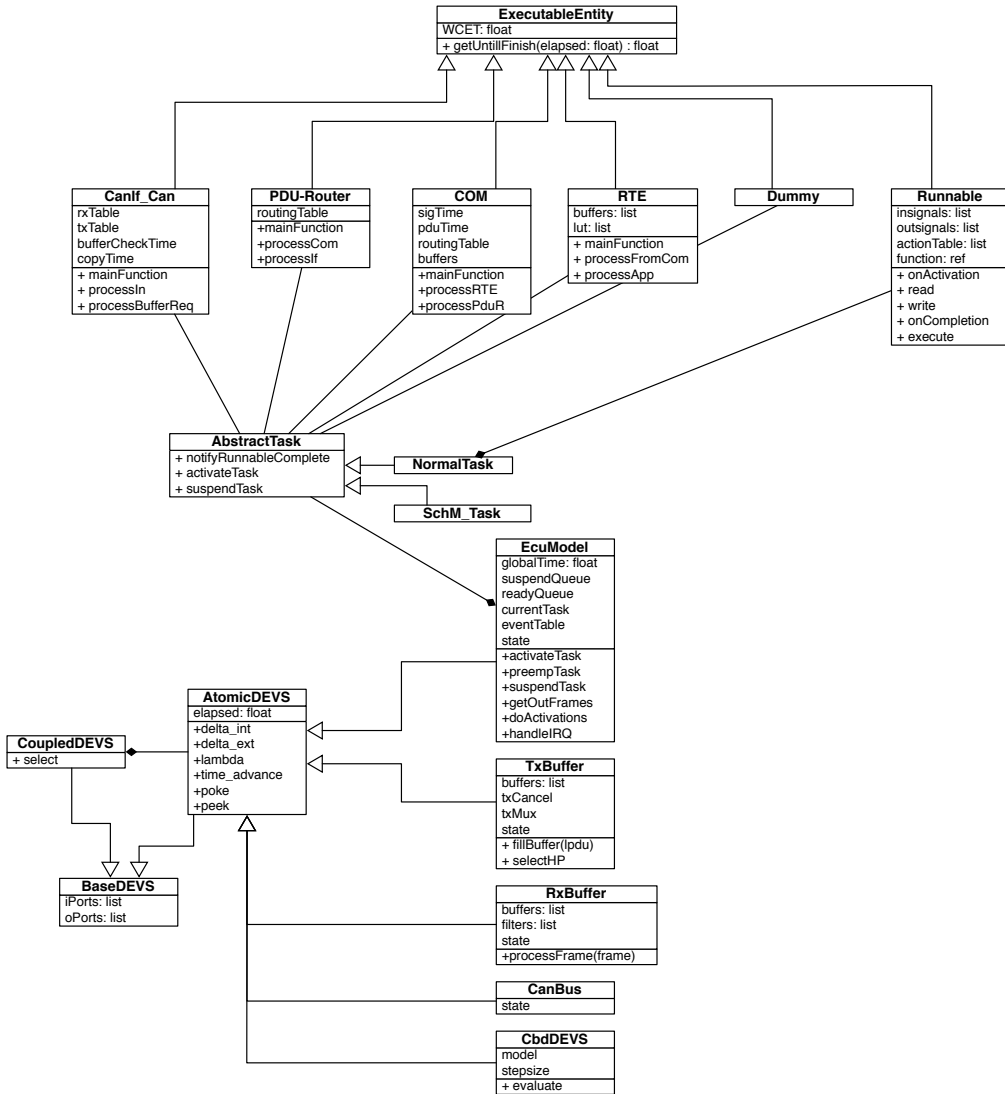 ExecutableEntity
WCET: float
+ getUntillFinish(elapsed: float) : float
CanIf_Can
rxTable
txTable
bufferCheckTime
copyTime
+ mainFunction
+ processIn
+ processBufferReq
PDU-Router
routingTable
+mainFunction
+processCom
+processIf
COM
sigTime
pduTime
routingTable
buffers
+mainFunction
+processRTE
+processPduR
RTE
buffers: list
lut: list
+ mainFunction
+ processFromCom
+ processApp
Dummy
Runnable
insignals: list
outsignals: list
actionTable: list
function: ref
+ onActivation
+ read
+ write
+ onCompletion
+ execute
AbstractTask
+ notifyRunnableComplete
+ activateTask
+ suspendTask
NormalTask
SchM_Task
EcuModel
globalTime: float
suspendQueue
readyQueue
currentTask
eventTable
state
+activateTask
+preempTask
+suspendTask
+getOutFrames
+doActivations
+handleIRQ
AtomicDEVS
elapsed: float
+delta_int
+delta_ext
+lambda
+time_advance
+poke
+peek
CoupledDEVS
+ select
TxBuffer
buffers: list
txCancel
txMux
state
+ fillBuffer(lpdu)
+ selectHP
BaseDEVS
iPorts: list
oPorts: list
RxBuffer
buffers: list
filters: list
state
+processFrame(frame)
CanBus
state
CbdDEVS
model
stepsize
+ evaluate